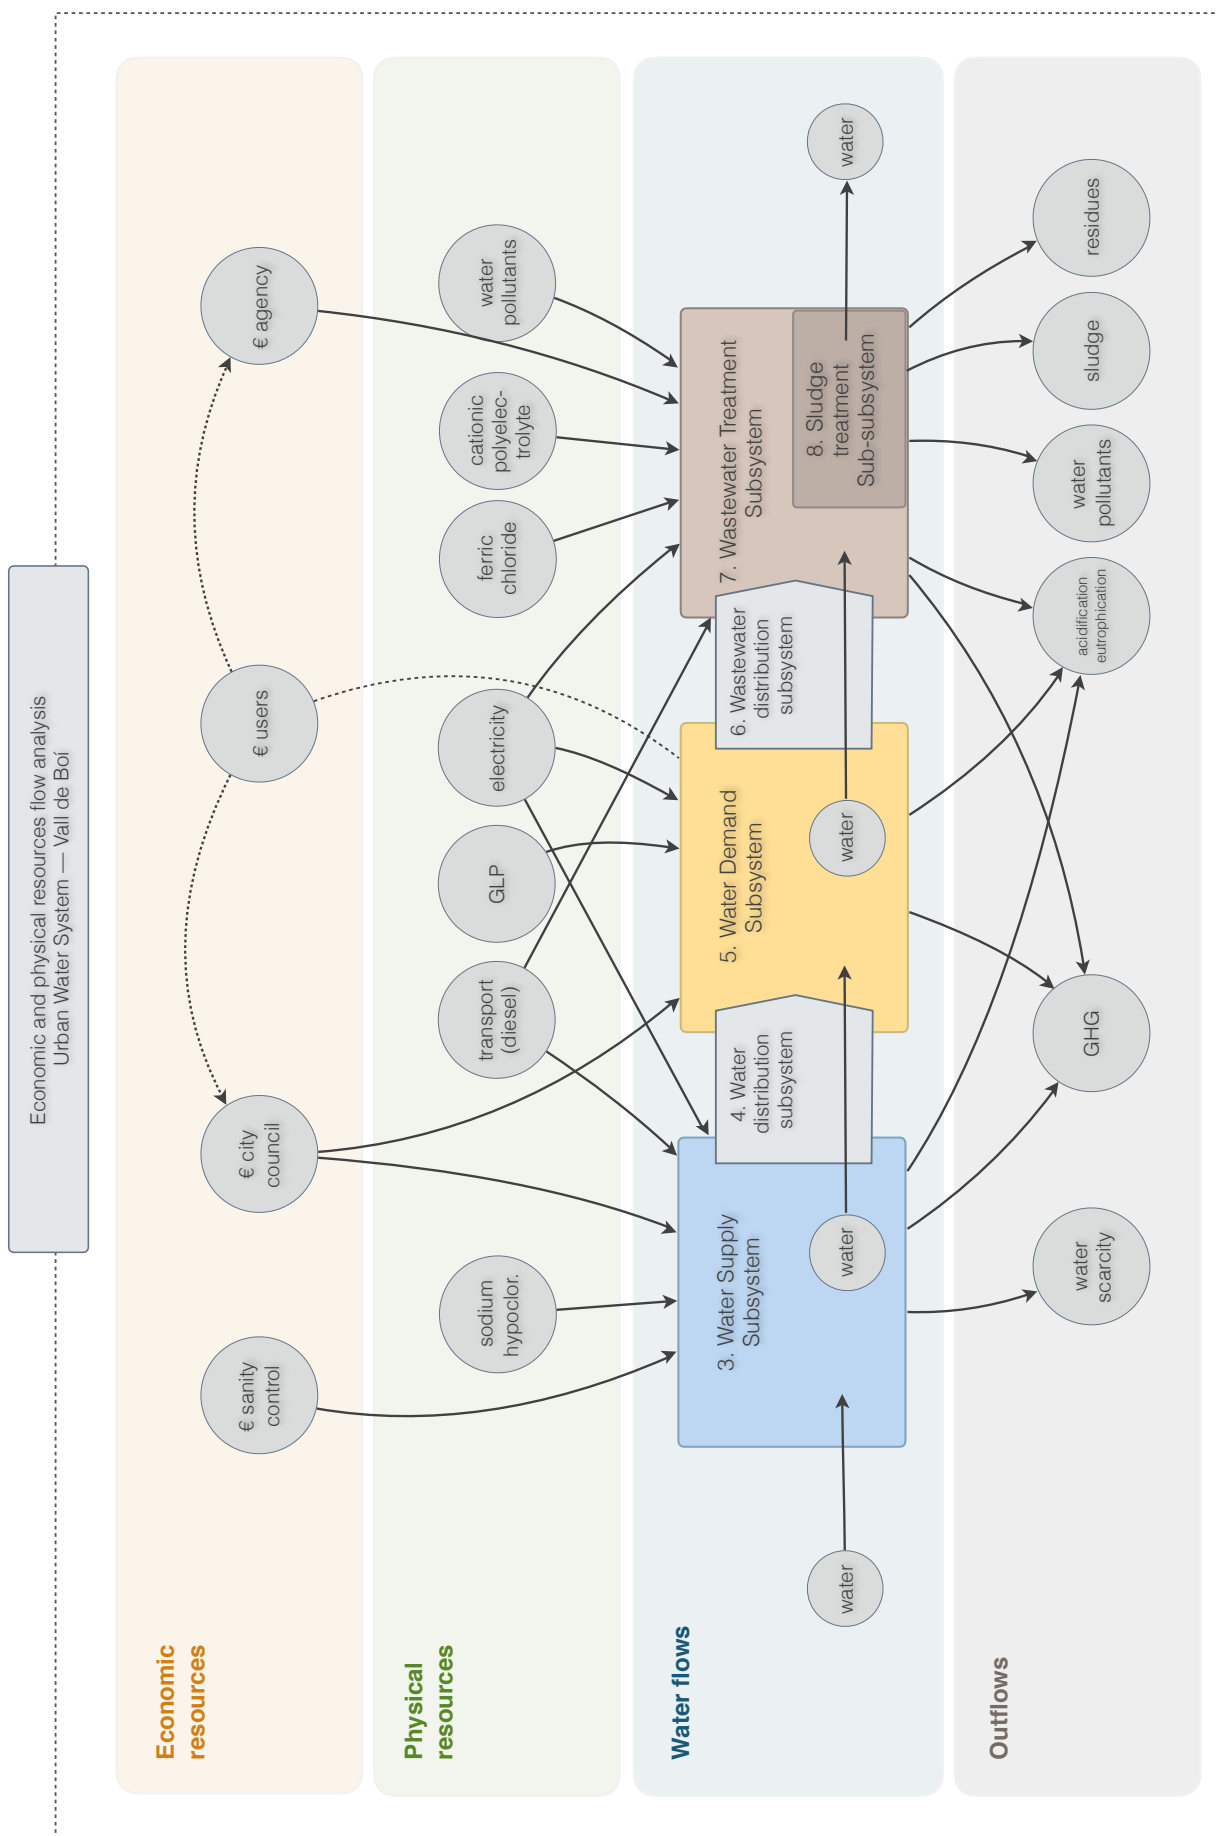 Economic and physical resources flow analysis
Urban Water System — Vall de Boí
Economic
resources
€ sanity
control
€ city
council
€ users
€ agency
Physical
resources
sodium
hypoclor.
transport
(diesel)
GLP
electricity
ferric
chloride
cationic
polyelec-
trolyte
water
pollutants
Water flows
water
3. Water Supply
Subsystem
water
4. Water
distribution
subsystem
5. Water Demand
Subsystem
water
6. Wastewater
distribution
subsystem
7. Wastewater Treatment
Subsystem
8. Sludge
treatment
Sub-subsystem
water
Outflows
water
scarcity
GHG
acidification
eutrophication
water
pollutants
sludge
residues